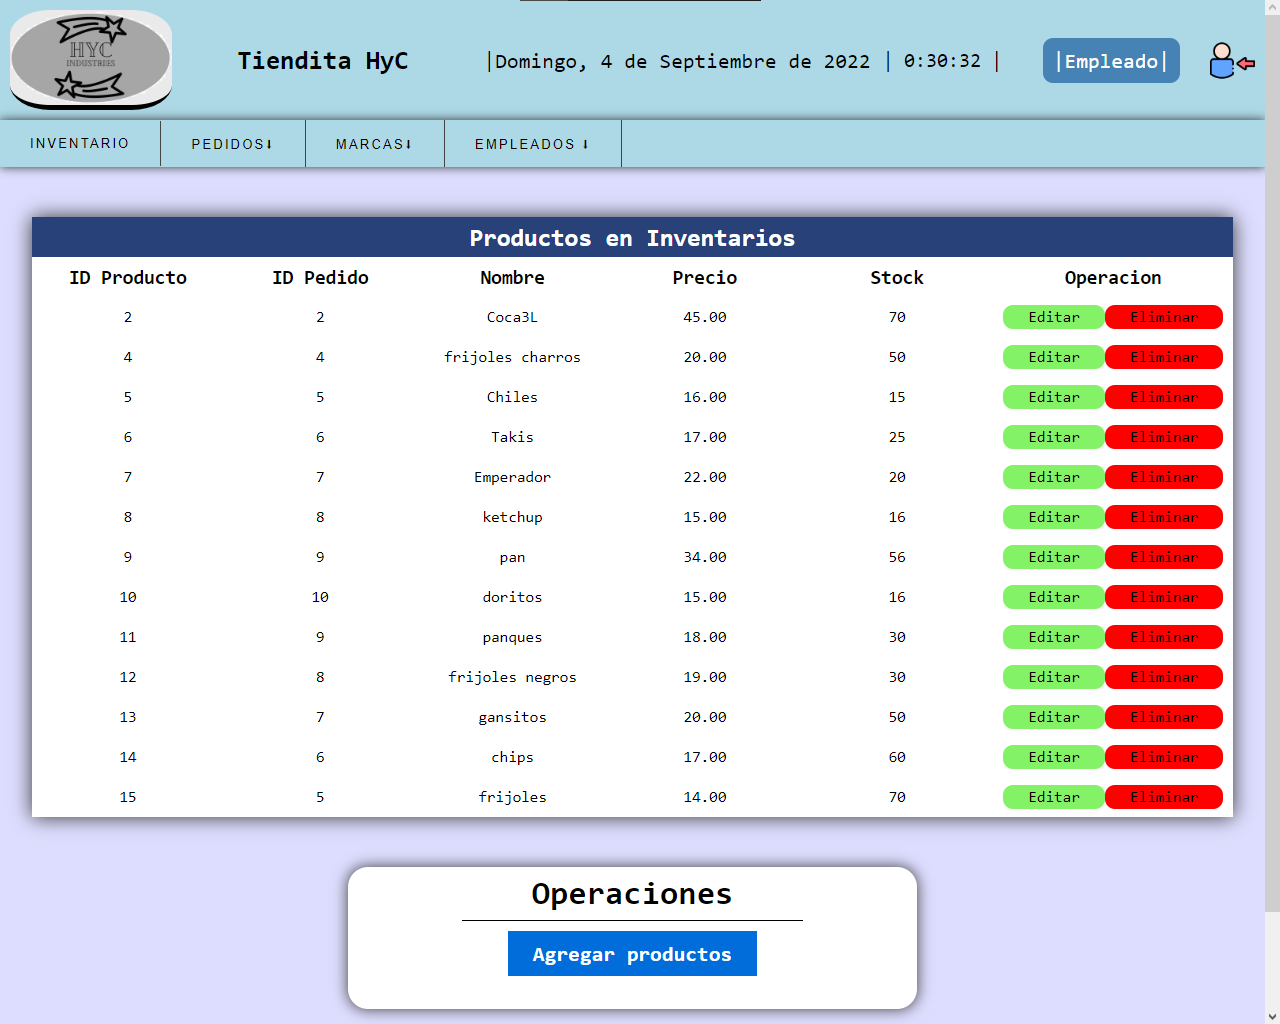 HYC
INDUSTRIES
Tiendita HyC |Domingo, 4 de Septiembre de 2022 | 0:30:32 | |Empleado|
INVENTARIO PEDIDOS⬇ MARCAS⬇ EMPLEADOS ⬇
Productos en Inventarios
ID Producto ID Pedido Nombre Precio Stock Operacion
2 2 Coca3L 45.00 70 Editar Eliminar
4 4 frijoles charros 20.00 50 Editar Eliminar
5 5 Chiles 16.00 15 Editar Eliminar
6 6 Takis 17.00 25 Editar Eliminar
7 7 Emperador 22.00 20 Editar Eliminar
8 8 ketchup 15.00 16 Editar Eliminar
9 9 pan 34.00 56 Editar Eliminar
10 10 doritos 15.00 16 Editar Eliminar
11 9 panques 18.00 30 Editar Eliminar
12 8 frijoles negros 19.00 30 Editar Eliminar
13 7 gansitos 20.00 50 Editar Eliminar
14 6 chips 17.00 60 Editar Eliminar
15 5 frijoles 14.00 70 Editar Eliminar
Operaciones
Agregar productos